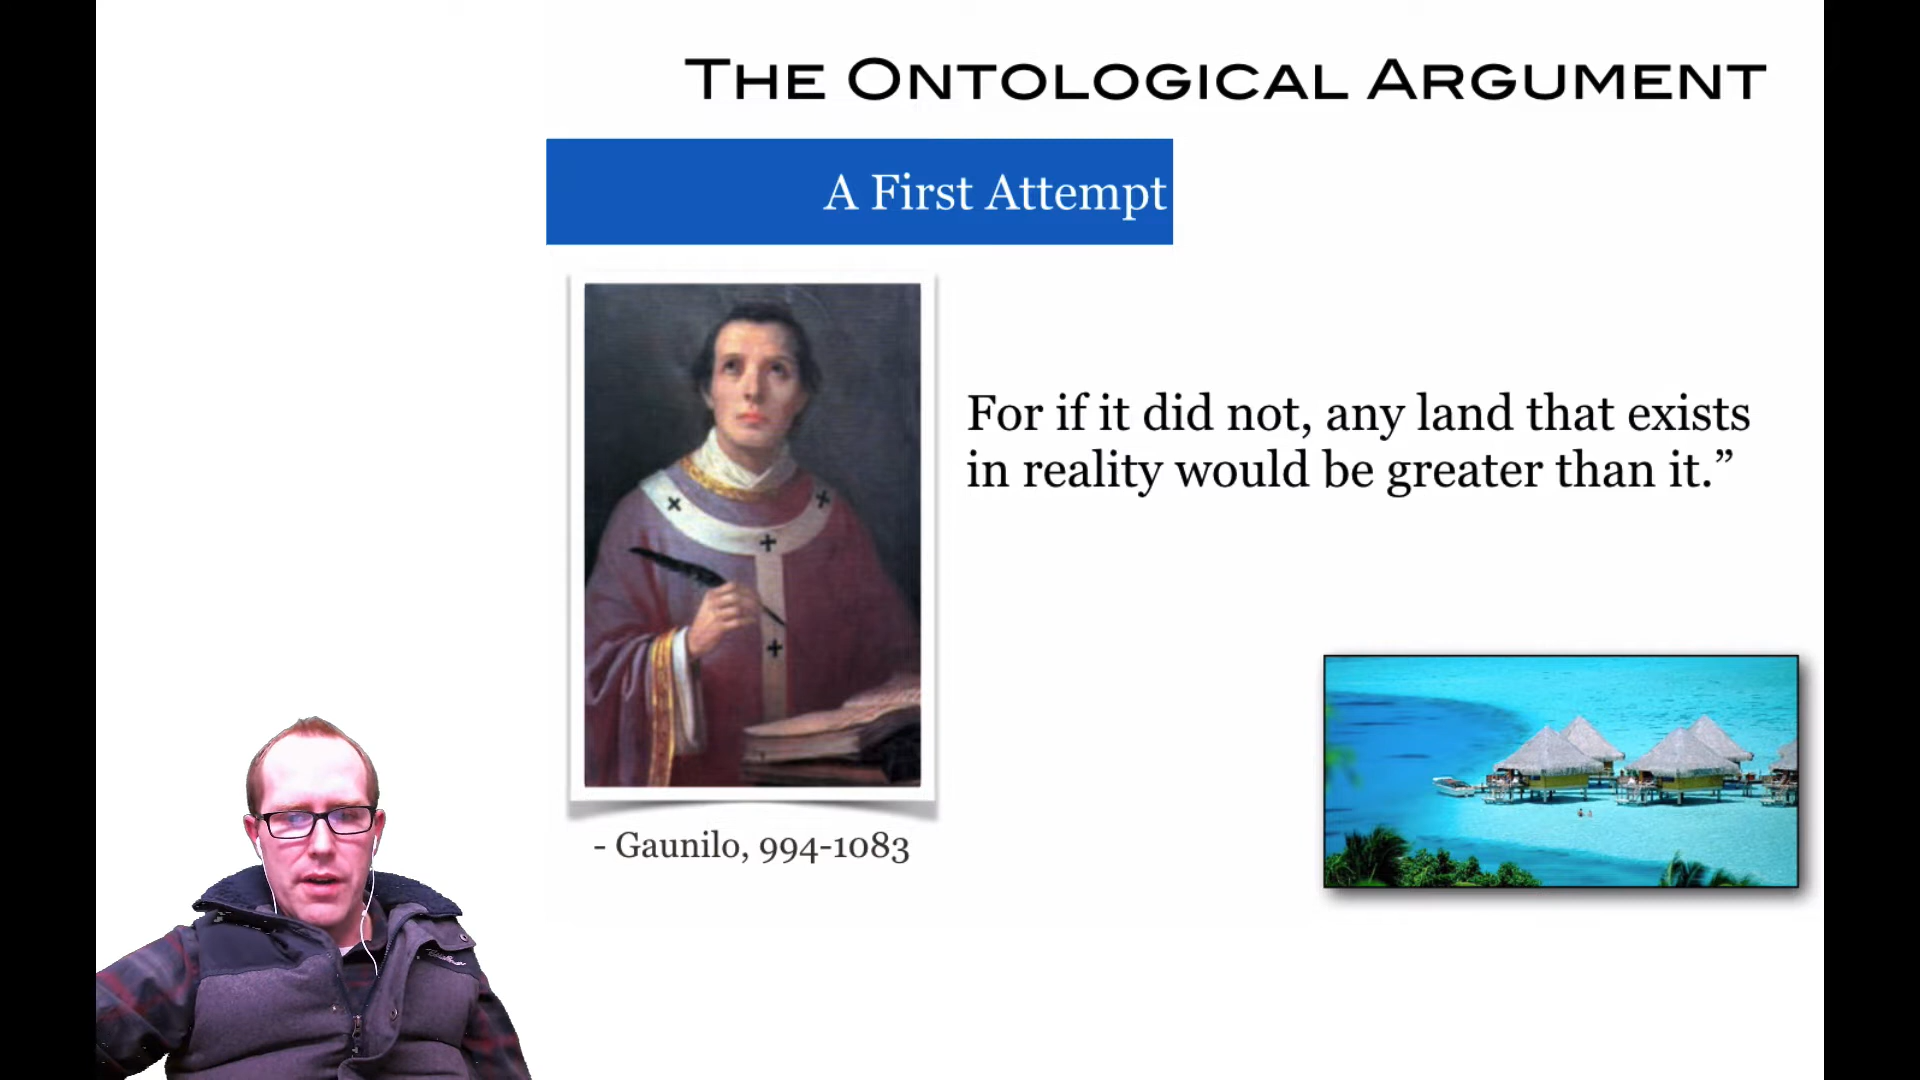 The Ontological Argument
A First Attempt
For if it did not, any land that exists
in reality would be greater than it.”
- Gaunilo, 994-1083